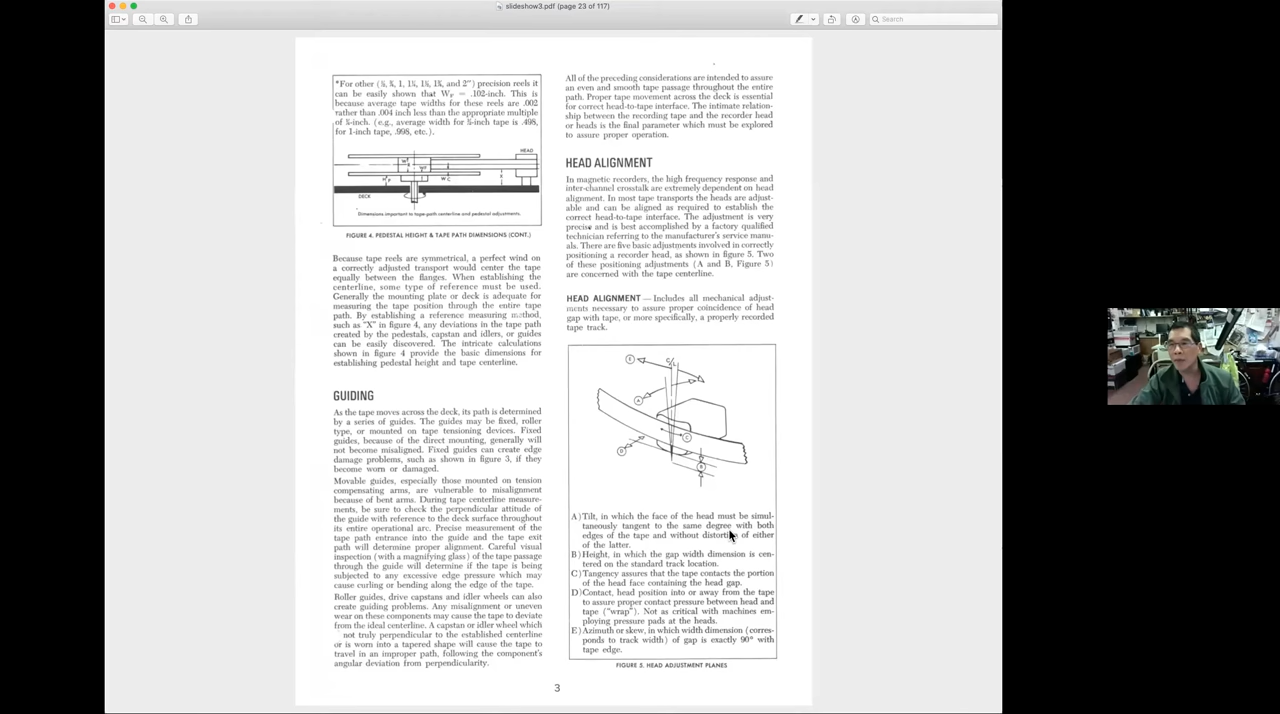 slideshow3.pdf (page 23 of 117)
Search
*For other (¼, ¾, 1, 1¼, 1½, 1¾, and 2") precision reels it
can be easily shown that W_F = .102-inch. This is
because average tape widths for these reels are .002
rather than .004 inch less than the appropriate multiple
of ¼-inch. (e.g., average width for ½-inch tape is .498,
for 1-inch tape, .998, etc.).
HEAD
DECK
Dimensions important to tape-path centerline and pedestal adjustments.
FIGURE 4. PEDESTAL HEIGHT & TAPE PATH DIMENSIONS (CONT.)
Because tape reels are symmetrical, a perfect wind on
a correctly adjusted transport would center the tape
equally between the flanges. When establishing the
centerline, some type of reference must be used.
Generally the mounting plate or deck is adequate for
measuring the tape position through the entire tape
path. By establishing a reference measuring method,
such as "X" in figure 4, any deviations in the tape path
created by the pedestals, capstan and idlers, or guides
can be easily discovered. The intricate calculations
shown in figure 4 provide the basic dimensions for
establishing pedestal height and tape centerline.
GUIDING
As the tape moves across the deck, its path is determined
by a series of guides. The guides may be fixed, roller
type, or mounted on tape tensioning devices. Fixed
guides, because of the direct mounting, generally will
not become misaligned. Fixed guides can create edge
damage problems, such as shown in figure 3, if they
become worn or damaged.
Movable guides, especially those mounted on tension
compensating arms, are vulnerable to misalignment
because of bent arms. During tape centerline measure-
ments, be sure to check the perpendicular attitude of
the guide with reference to the deck surface throughout
its entire operational arc. Precise measurement of the
tape path entrance into the guide and the tape exit
path will determine proper alignment. Careful visual
inspection (with a magnifying glass) of the tape passage
through the guide will determine if the tape is being
subjected to any excessive edge pressure which may
cause curling or bending along the edge of the tape.
Roller guides, drive capstans and idler wheels can also
create guiding problems. Any misalignment or uneven
wear on these components may cause the tape to deviate
from the ideal centerline. A capstan or idler wheel which
not truly perpendicular to the established centerline
or is worn into a tapered shape will cause the tape to
travel in an improper path, following the component's
angular deviation from perpendicularity.
All of the preceding considerations are intended to assure
an even and smooth tape passage throughout the entire
path. Proper tape movement across the deck is essential
for correct head-to-tape interface. The intimate relation-
ship between the recording tape and the recorder head
or heads is the final parameter which must be explored
to assure proper operation.
HEAD ALIGNMENT
In magnetic recorders, the high frequency response and
inter-channel crosstalk are extremely dependent on head
alignment. In most tape transports the heads are adjust-
able and can be aligned as required to establish the
correct head-to-tape interface. The adjustment is very
precise and is best accomplished by a factory qualified
technician referring to the manufacturer's service manu-
als. There are five basic adjustments involved in correctly
positioning a recorder head, as shown in figure 5. Two
of these positioning adjustments (A and B, Figure 5)
are concerned with the tape centerline.
HEAD ALIGNMENT — Includes all mechanical adjust-
ments necessary to assure proper coincidence of head
gap with tape, or more specifically, a properly recorded
tape track.
E
C/L
A
C
D
B
A) Tilt, in which the face of the head must be simul-
taneously tangent to the same degree with both
edges of the tape and without distortion of either
of the latter.
B) Height, in which the gap width dimension is cen-
tered on the standard track location.
C) Tangency assures that the tape contacts the portion
of the head face containing the head gap.
D) Contact, head position into or away from the tape
to assure proper contact pressure between head and
tape ("wrap"). Not as critical with machines em-
ploying pressure pads at the heads.
E) Azimuth or skew, in which width dimension (corres-
ponds to track width) of gap is exactly 90° with
tape edge.
FIGURE 5. HEAD ADJUSTMENT PLANES
3